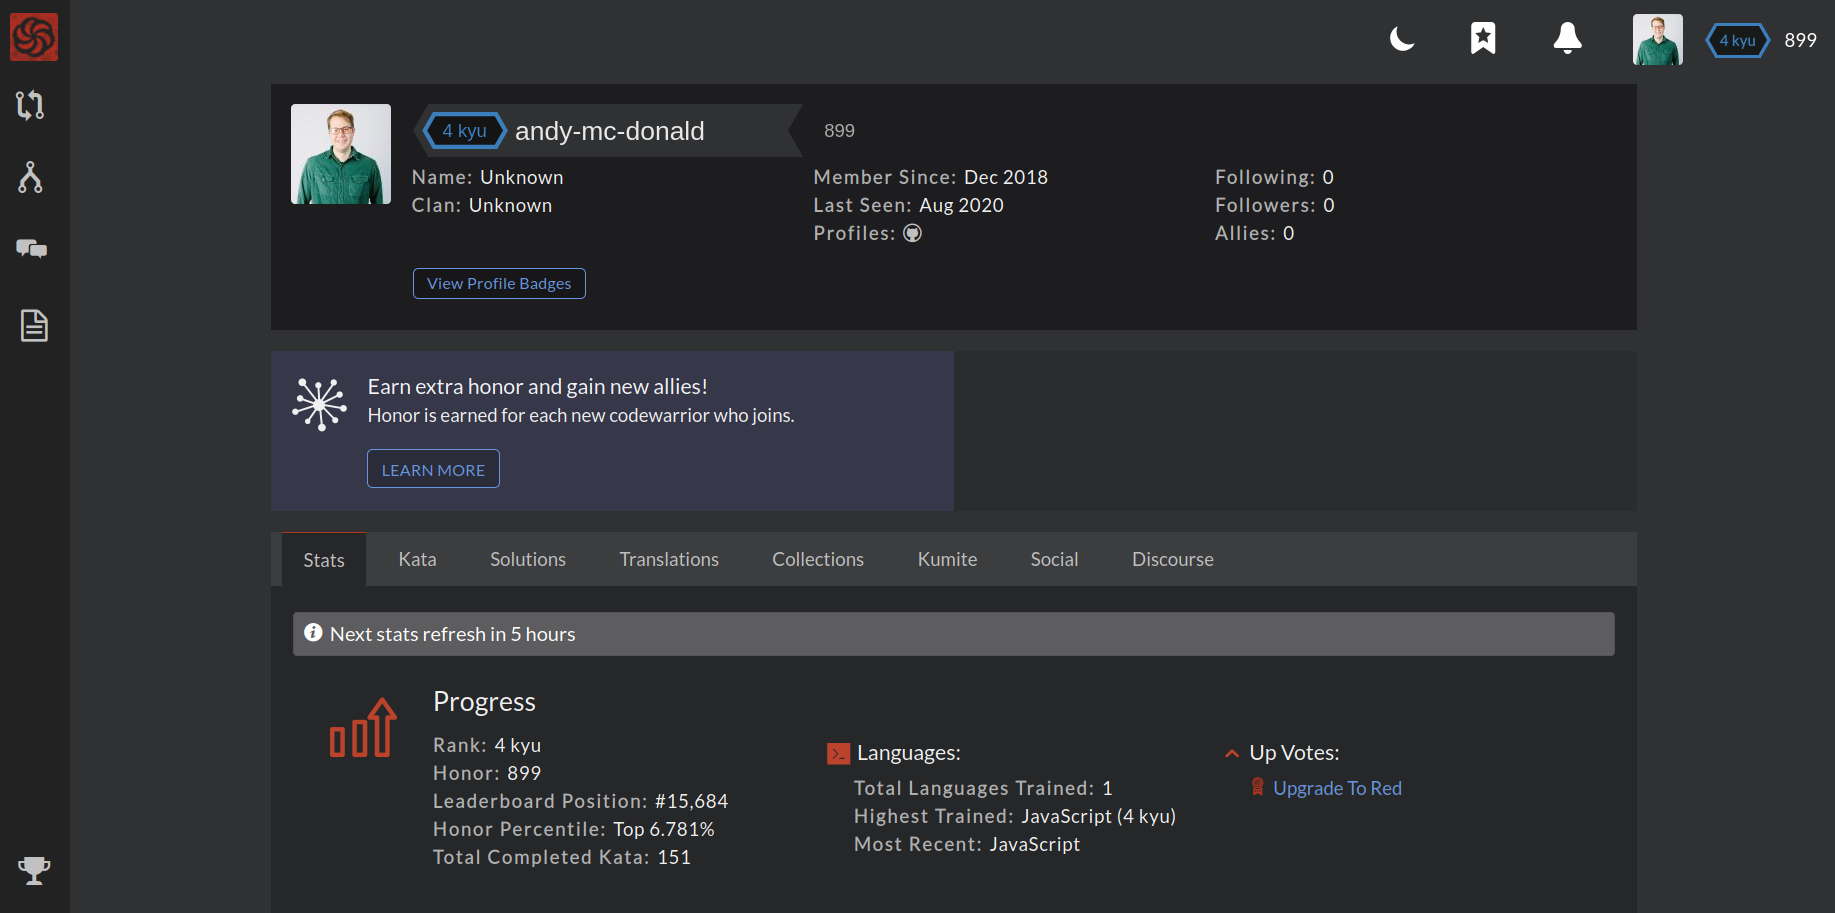 4 kyu 899
4 kyu andy-mc-donald 899
Name: Unknown
Clan: Unknown
Member Since: Dec 2018
Last Seen: Aug 2020
Profiles:
Following: 0
Followers: 0
Allies: 0
View Profile Badges
Earn extra honor and gain new allies!
Honor is earned for each new codewarrior who joins.
LEARN MORE
Stats Kata Solutions Translations Collections Kumite Social Discourse
Next stats refresh in 5 hours
Progress
Rank: 4 kyu
Honor: 899
Leaderboard Position: #15,684
Honor Percentile: Top 6.781%
Total Completed Kata: 151
Languages:
Total Languages Trained: 1
Highest Trained: JavaScript (4 kyu)
Most Recent: JavaScript
Up Votes:
Upgrade To Red